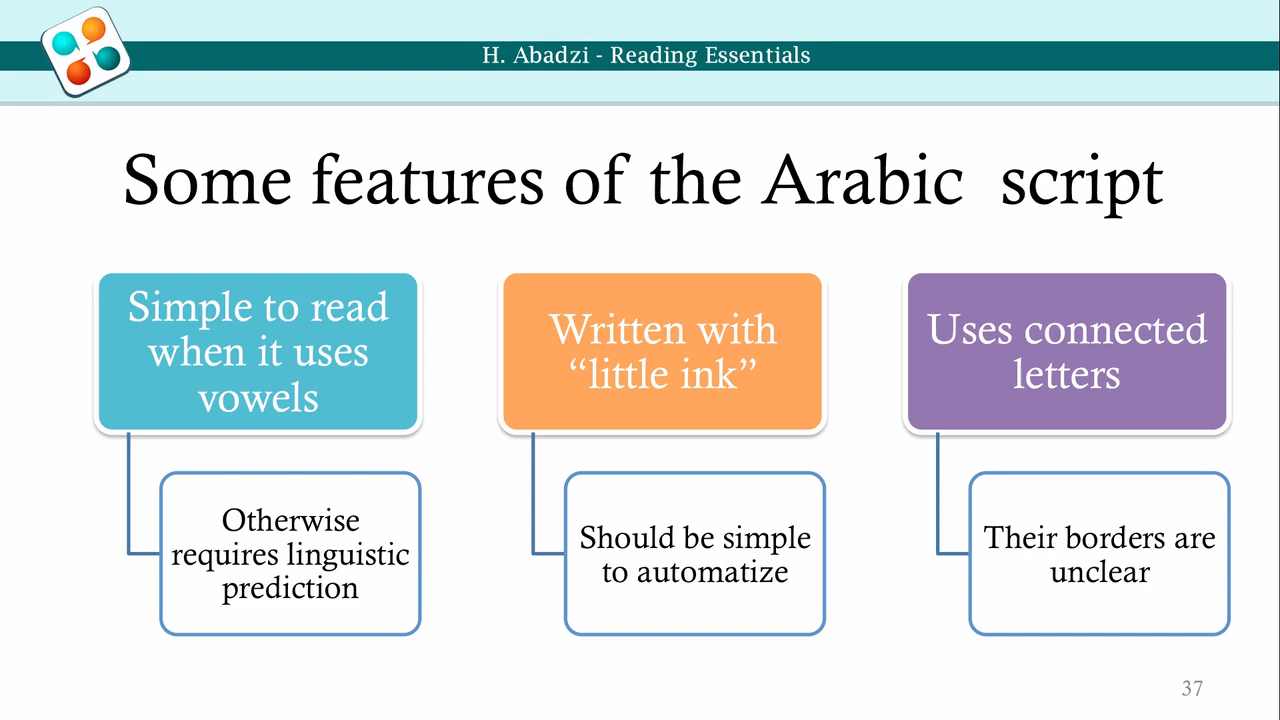 H. Abadzi - Reading Essentials
Some features of the Arabic script
Simple to read
when it uses
vowels
Otherwise
requires linguistic
prediction
Written with
“little ink”
Should be simple
to automatize
Uses connected
letters
Their borders are
unclear
37